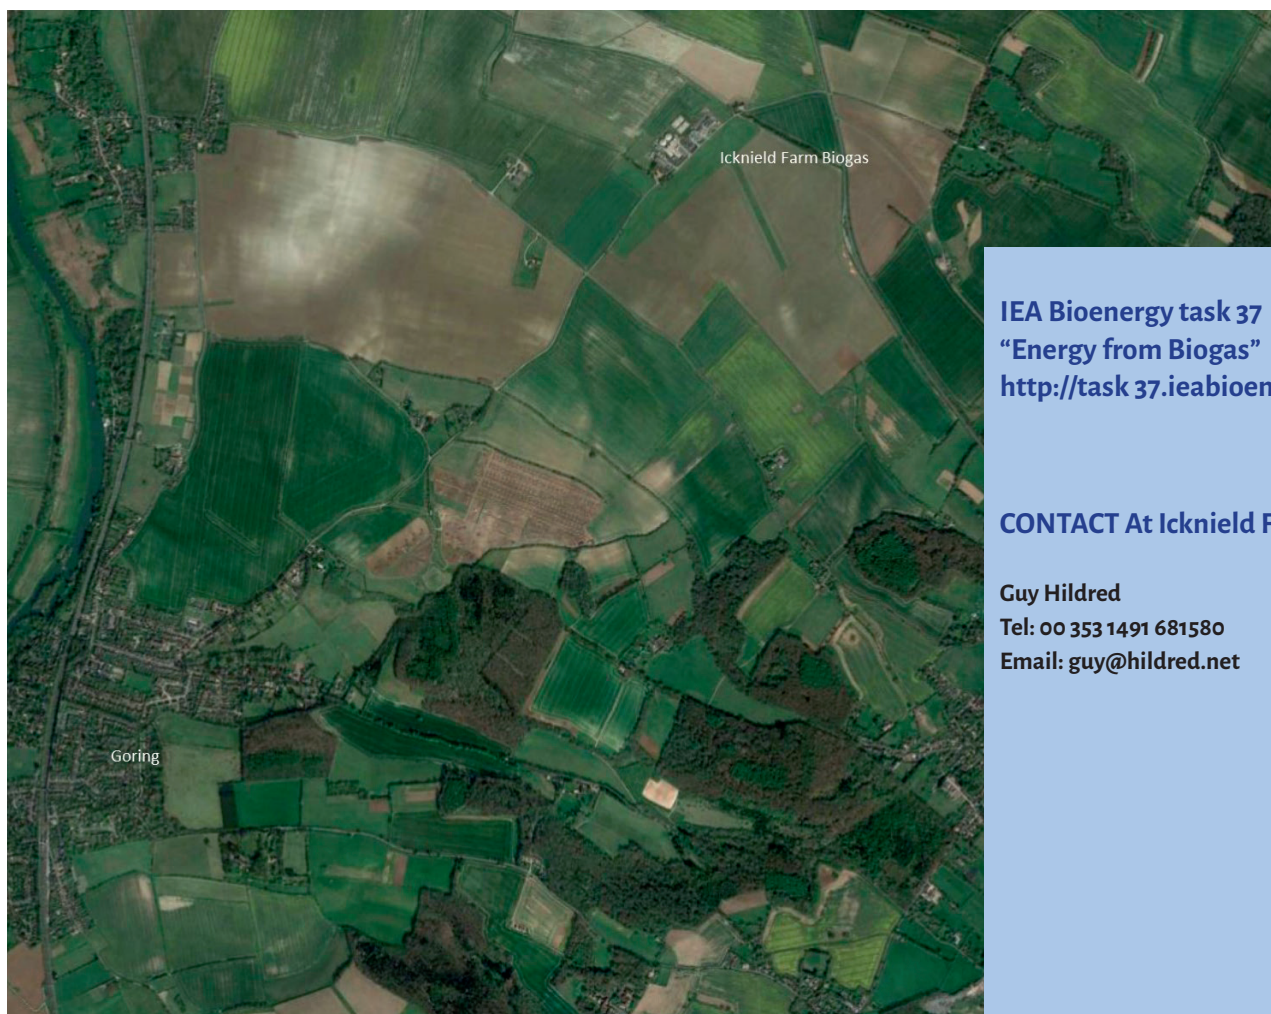 Icknield Farm Biogas
IEA Bioenergy task 37
“Energy from Biogas”
http://task 37.ieabioen
CONTACT At Icknield F
Guy Hildred
Tel: 00 353 1491 681580
Email: guy@hildred.net
Goring